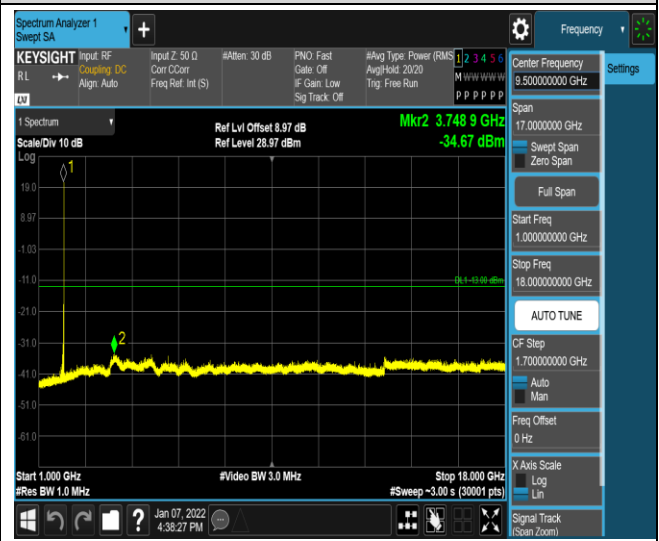 Spectrum Analyzer 1
Swept SA
Frequency
KEYSIGHT
RL
LXI
Input: RF
Coupling: DC
Align: Auto
Input Z: 50 Ω
Corr CCorr
Freq Ref: Int (S)
#Atten: 30 dB
PNO: Fast
Gate: Off
IF Gain: Low
Sig Track: Off
#Avg Type: Power (RMS
Avg|Hold: 20/20
Trig: Free Run
1 2 3 4 5 6
M W W W W W
P P P P P P
1 Spectrum
Scale/Div 10 dB
Log
Ref Lvl Offset 8.97 dB
Ref Level 28.97 dBm
Mkr2 3.748 9 GHz
-34.67 dBm
1
19.0
8.97
-1.03
-11.0
DL1 -13.00 dBm
-21.0
-31.0
2
-41.0
-51.0
-61.0
Start 1.000 GHz
#Res BW 1.0 MHz
#Video BW 3.0 MHz
Stop 18.000 GHz
#Sweep ~3.00 s (30001 pts)
?
Jan 07, 2022
4:38:27 PM
Center Frequency
9.500000000 GHz
Span
17.0000000 GHz
Swept Span
Zero Span
Full Span
Start Freq
1.000000000 GHz
Stop Freq
18.000000000 GHz
AUTO TUNE
CF Step
1.700000000 GHz
Auto
Man
Freq Offset
0 Hz
X Axis Scale
Log
Lin
Signal Track
(Span Zoom)
Settings